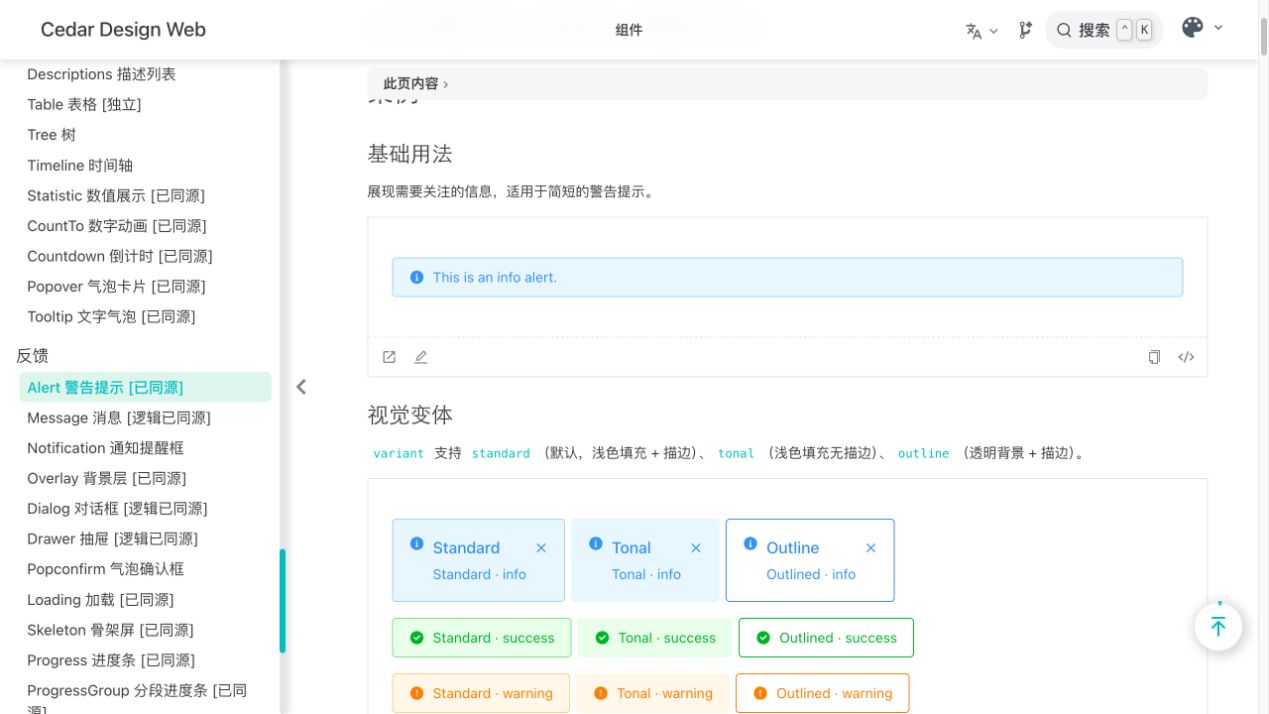 Cedar Design Web
组件
搜索 ^ K
Descriptions 描述列表
Table 表格 [独立]
Tree 树
Timeline 时间轴
Statistic 数值展示 [已同源]
CountTo 数字动画 [已同源]
Countdown 倒计时 [已同源]
Popover 气泡卡片 [已同源]
Tooltip 文字气泡 [已同源]
反馈
Alert 警告提示 [已同源]
Message 消息 [逻辑已同源]
Notification 通知提醒框
Overlay 背景层 [已同源]
Dialog 对话框 [逻辑已同源]
Drawer 抽屉 [逻辑已同源]
Popconfirm 气泡确认框
Loading 加载 [已同源]
Skeleton 骨架屏 [已同源]
Progress 进度条 [已同源]
ProgressGroup 分段进度条 [已同
源]
此页内容 ›
基础用法
展现需要关注的信息，适用于简短的警告提示。
This is an info alert.
视觉变体
variant 支持 standard （默认，浅色填充 + 描边）、 tonal （浅色填充无描边）、 outline （透明背景 + 描边）。
Standard
Standard · info
Tonal
Tonal · info
Outline
Outlined · info
Standard · success
Tonal · success
Outlined · success
Standard · warning
Tonal · warning
Outlined · warning